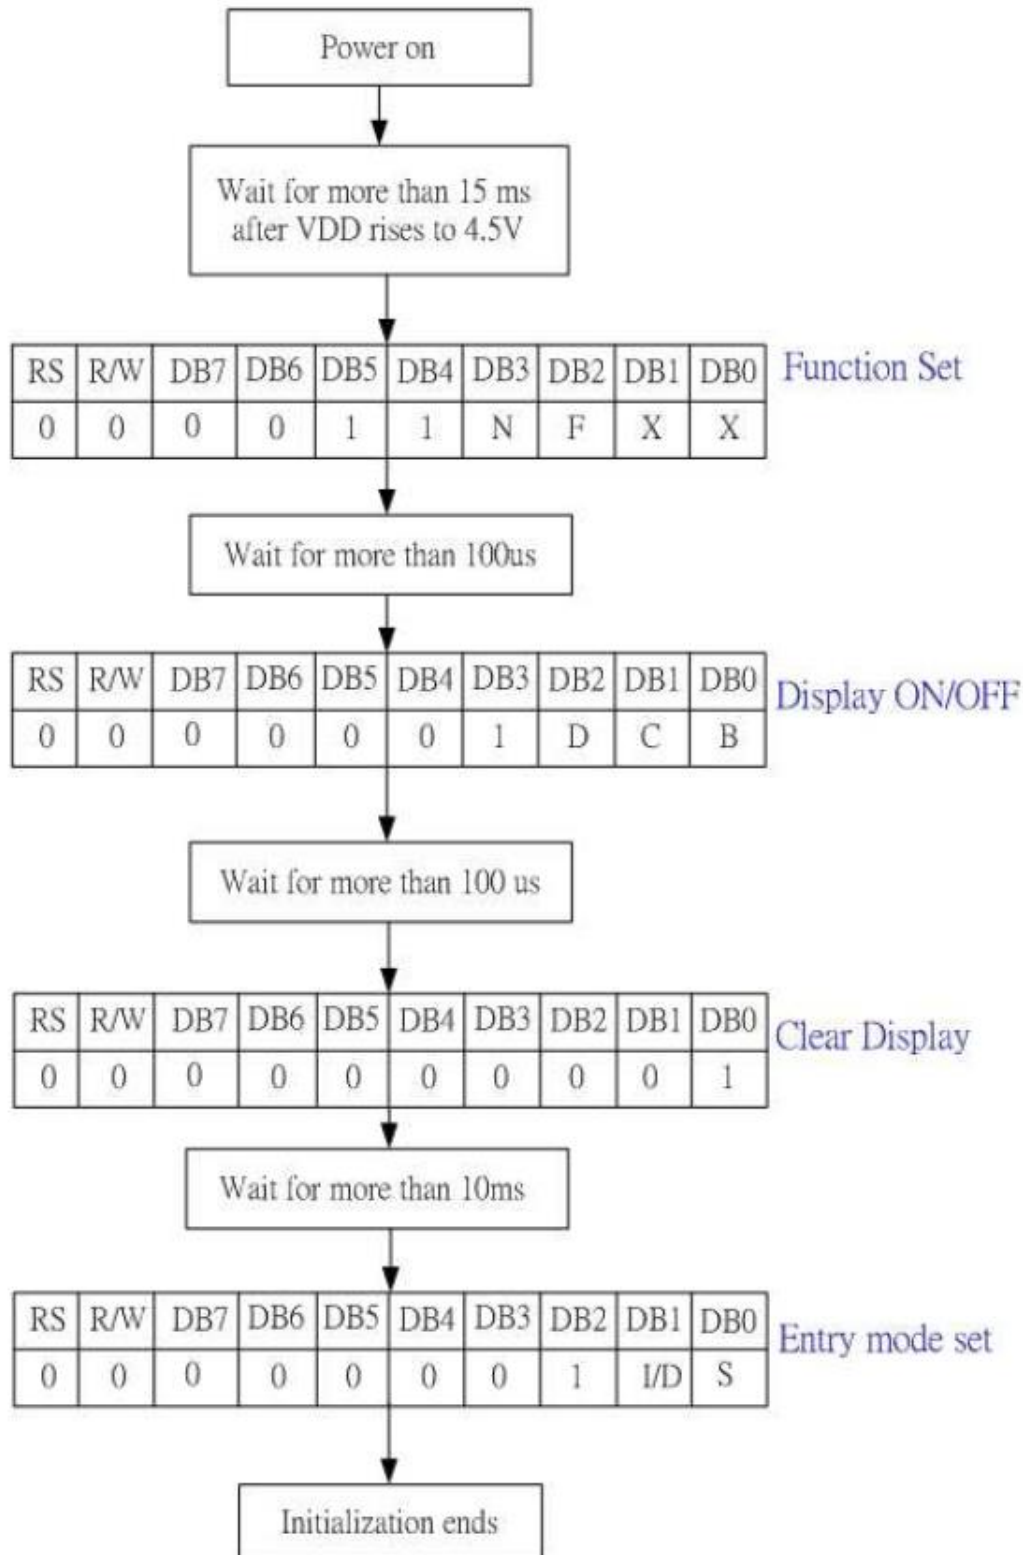 Power on
Wait for more than 15 ms
after VDD rises to 4.5V
RS R/W DB7 DB6 DB5 DB4 DB3 DB2 DB1 DB0 Function Set
0 0 0 0 1 1 N F X X
Wait for more than 100us
RS R/W DB7 DB6 DB5 DB4 DB3 DB2 DB1 DB0 Display ON/OFF
0 0 0 0 0 0 1 D C B
Wait for more than 100 us
RS R/W DB7 DB6 DB5 DB4 DB3 DB2 DB1 DB0 Clear Display
0 0 0 0 0 0 0 0 0 1
Wait for more than 10ms
RS R/W DB7 DB6 DB5 DB4 DB3 DB2 DB1 DB0 Entry mode set
0 0 0 0 0 0 0 1 I/D S
Initialization ends